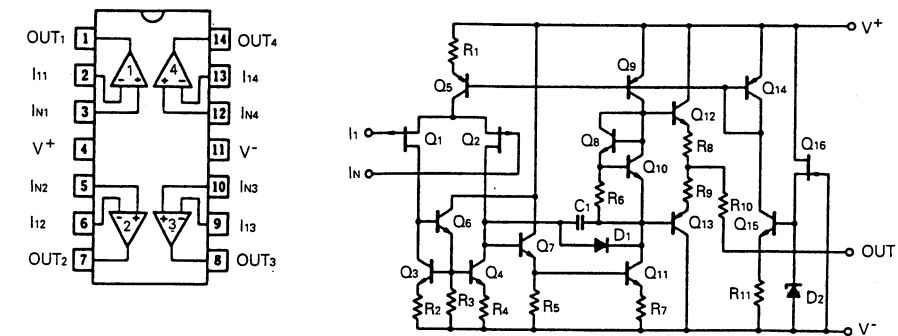 OUT1 1 14 OUT4
1 4
I11 2 13 I14
IN1 3 12 IN4
V+ 4 11 V-
IN2 5 10 IN3
2 3
I12 6 9 I13
OUT2 7 8 OUT3
V+
R1
Q5 Q9 Q14
Q12
I1 Q1 Q2 Q8 R8 Q16
IN Q10
R6 R9 R10
C1
Q6 Q7 D1 Q13 Q15
OUT
Q3 Q4 Q11
R2 R3 R4 R5 R7 R11 D2
V-